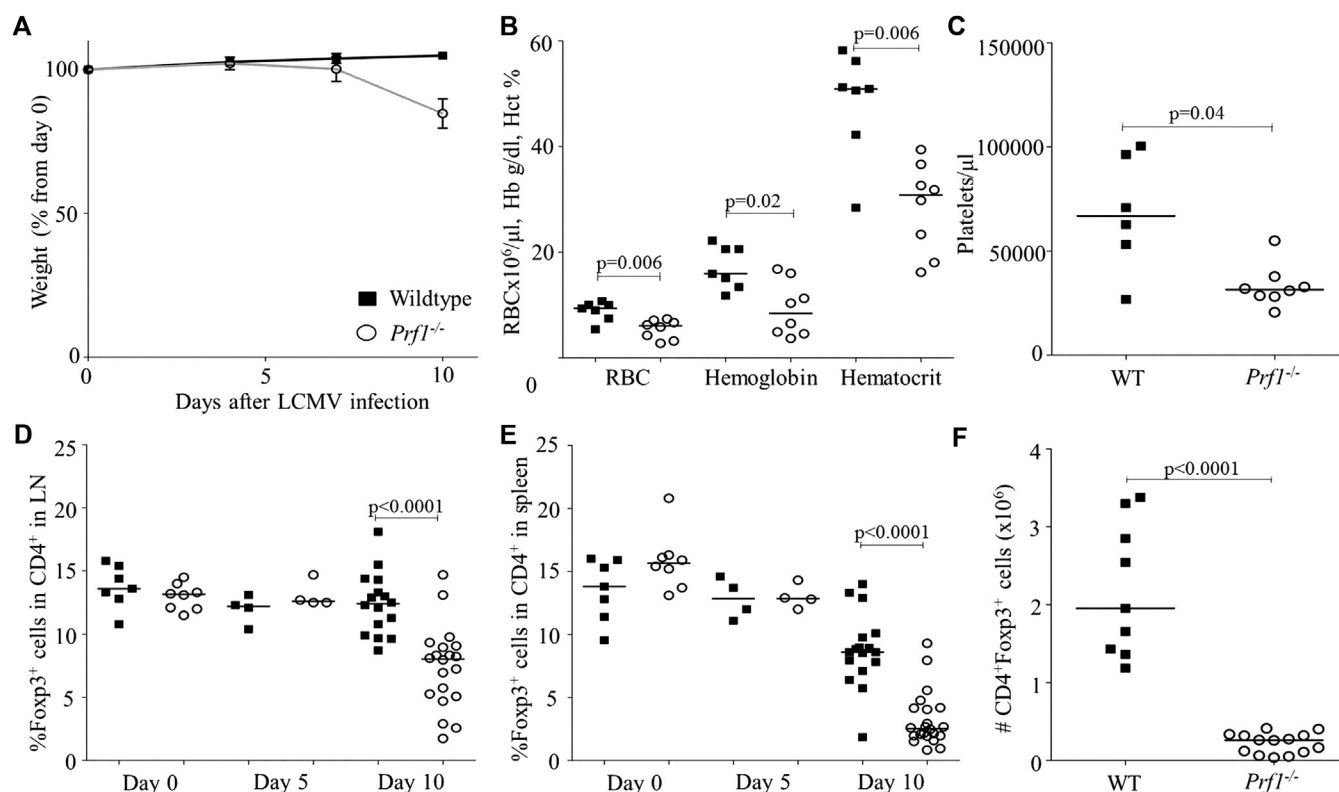 A
Weight (% from day 0)
100
50
0
0
5
10
Days after LCMV infection
Wildtype
Prf1-/-
B
RBCx10⁶/µl, Hb g/dl, Hct %
60
40
20
0
p=0.006
p=0.02
p=0.006
RBC
Hemoglobin
Hematocrit
C
Platelets/µl
150000
100000
50000
0
p=0.04
WT
Prf1-/-
D
%Foxp3⁺ cells in CD4⁺ in LN
25
20
15
10
5
0
p<0.0001
Day 0
Day 5
Day 10
E
%Foxp3⁺ cells in CD4⁺ in spleen
25
20
15
10
5
0
p<0.0001
Day 0
Day 5
Day 10
F
# CD4⁺Foxp3⁺ cells (x10⁶)
4
3
2
1
0
p<0.0001
WT
Prf1-/-